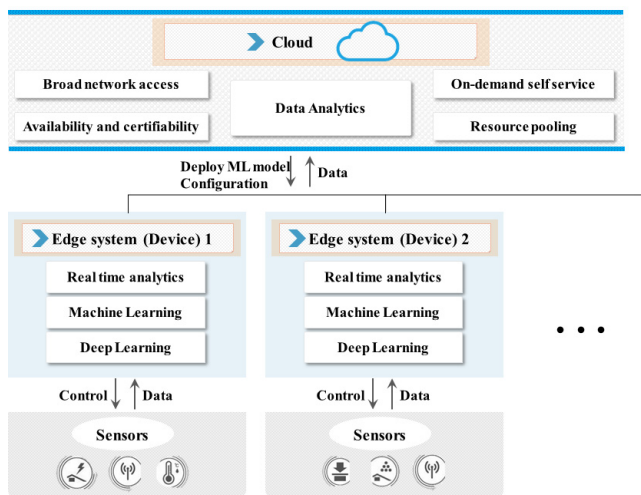 Cloud
Broad network access
On-demand self service
Data Analytics
Availability and certifiability
Resource pooling
Deploy ML model
Configuration
Data
Edge system (Device) 1
Edge system (Device) 2
Real time analytics
Real time analytics
Machine Learning
Machine Learning
Deep Learning
Deep Learning
Control
Data
Control
Data
Sensors
Sensors